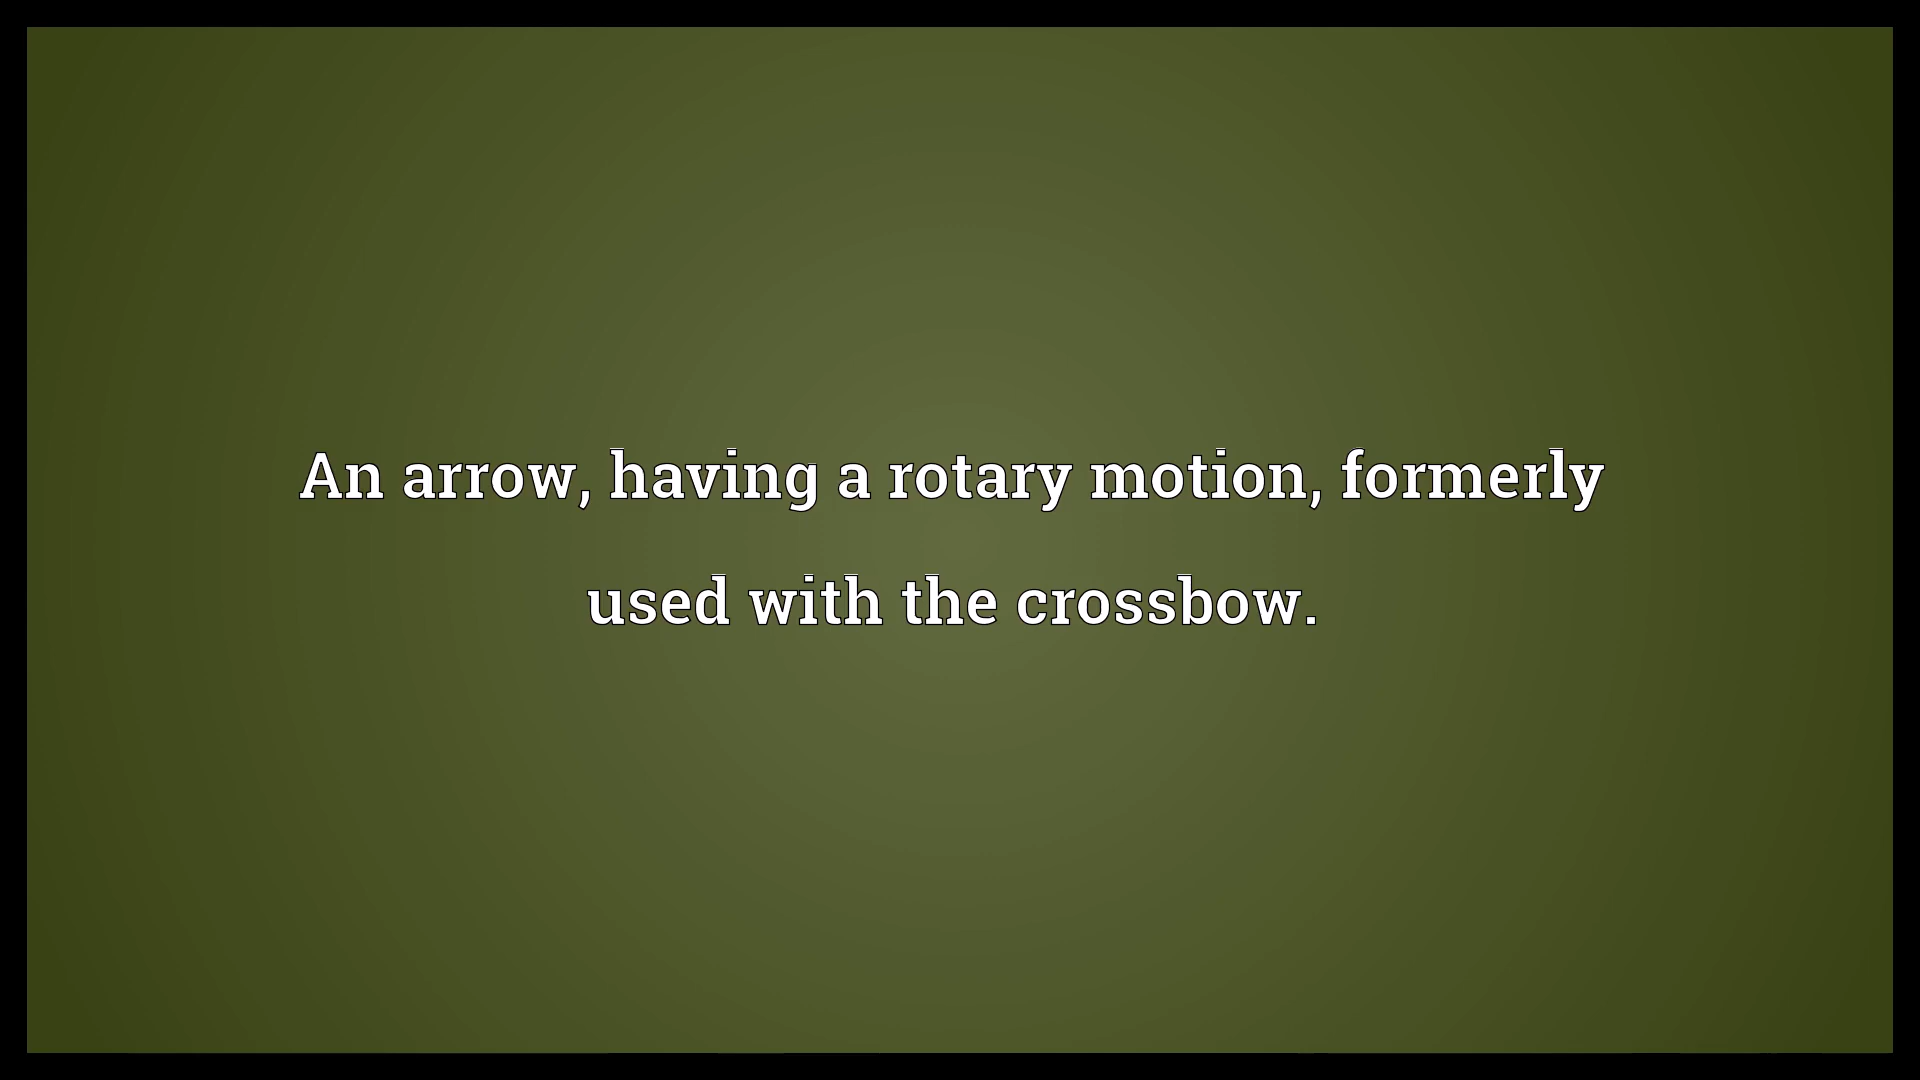 An arrow, having a rotary motion, formerly
used with the crossbow.